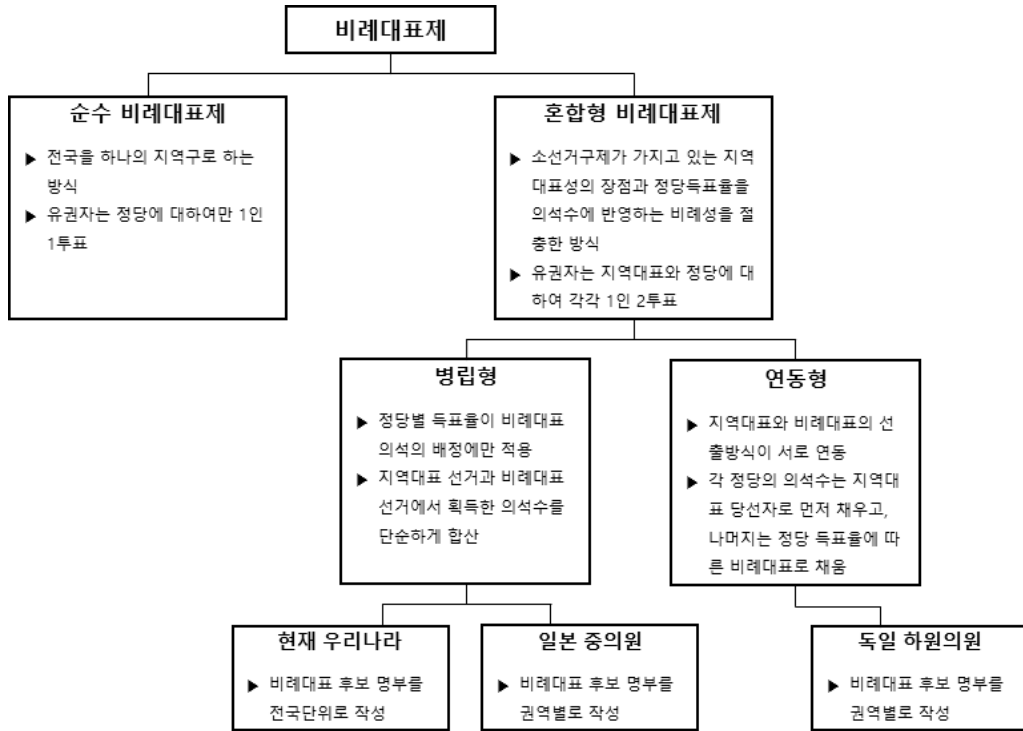 비례대표제
순수 비례대표제
▶ 전국을 하나의 지역구로 하는
방식
▶ 유권자는 정당에 대하여만 1인
1투표
혼합형 비례대표제
▶ 소선거구제가 가지고 있는 지역
대표성의 장점과 정당득표율을
의석수에 반영하는 비례성을 절
충한 방식
▶ 유권자는 지역대표와 정당에 대
하여 각각 1인 2투표
병립형
▶ 정당별 득표율이 비례대표
의석의 배정에만 적용
▶ 지역대표 선거과 비례대표
선거에서 획득한 의석수를
단순하게 합산
연동형
▶ 지역대표와 비례대표의 선
출방식이 서로 연동
▶ 각 정당의 의석수는 지역대
표 당선자로 먼저 채우고,
나머지는 정당 득표율에 따
른 비례대표로 채움
현재 우리나라
▶ 비례대표 후보 명부를
전국단위로 작성
일본 중의원
▶ 비례대표 후보 명부를
권역별로 작성
독일 하원의원
▶ 비례대표 후보 명부를
권역별로 작성